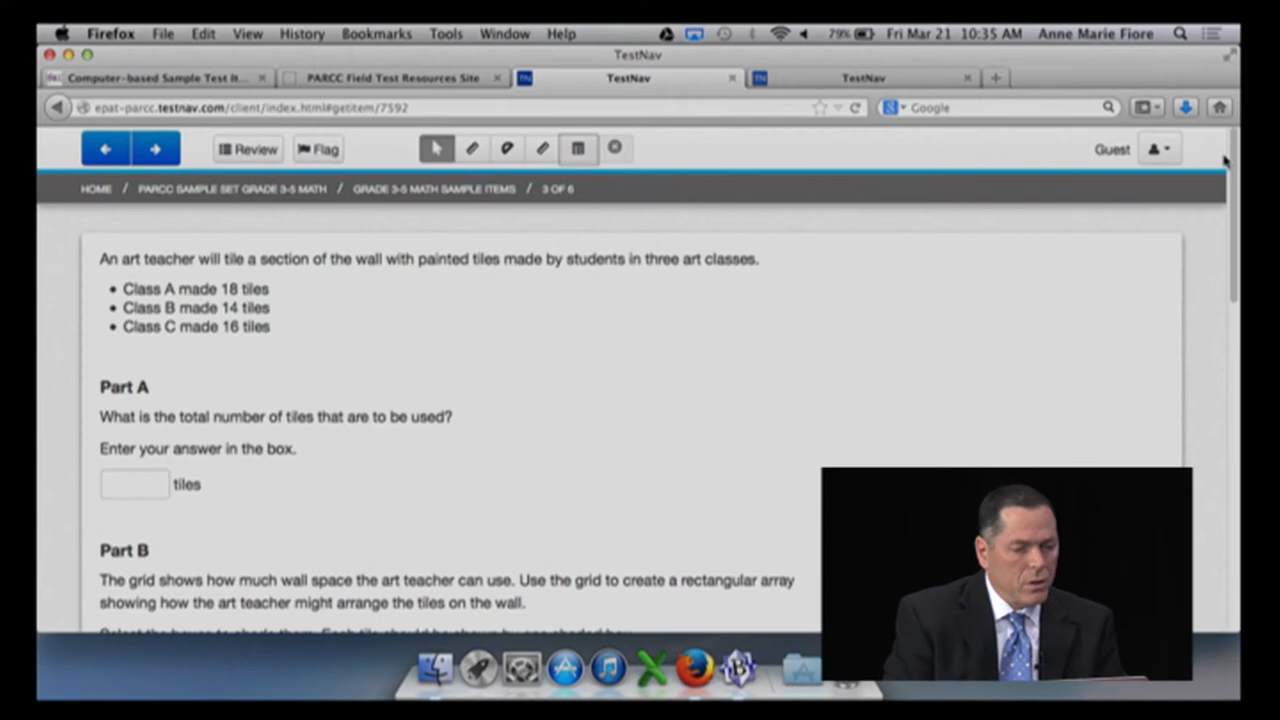 Firefox File Edit View History Bookmarks Tools Window Help 79% Fri Mar 21 10:35 AM Anne Marie Fiore
TestNav
Computer-based Sample Test It... PARCC Field Test Resources Site TestNav TestNav
epat-parcc.testnav.com/client/index.html#getitem/7592 Google
Review Flag Guest
HOME / PARCC SAMPLE SET GRADE 3-5 MATH / GRADE 3-5 MATH SAMPLE ITEMS / 3 OF 6
An art teacher will tile a section of the wall with painted tiles made by students in three art classes.
• Class A made 18 tiles
• Class B made 14 tiles
• Class C made 16 tiles
Part A
What is the total number of tiles that are to be used?
Enter your answer in the box.
tiles
Part B
The grid shows how much wall space the art teacher can use. Use the grid to create a rectangular array
showing how the art teacher might arrange the tiles on the wall.